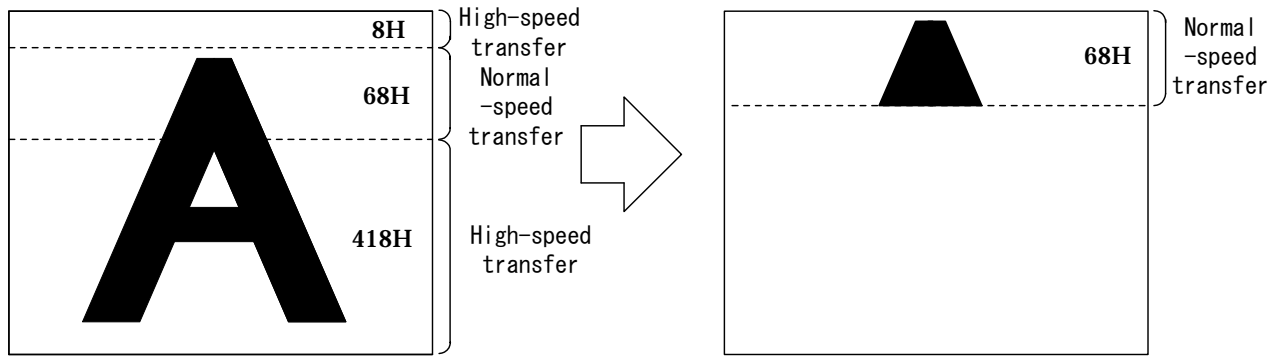 8H
High-speed
transfer
68H
Normal
-speed
transfer
418H
High-speed
transfer
68H
Normal
-speed
transfer